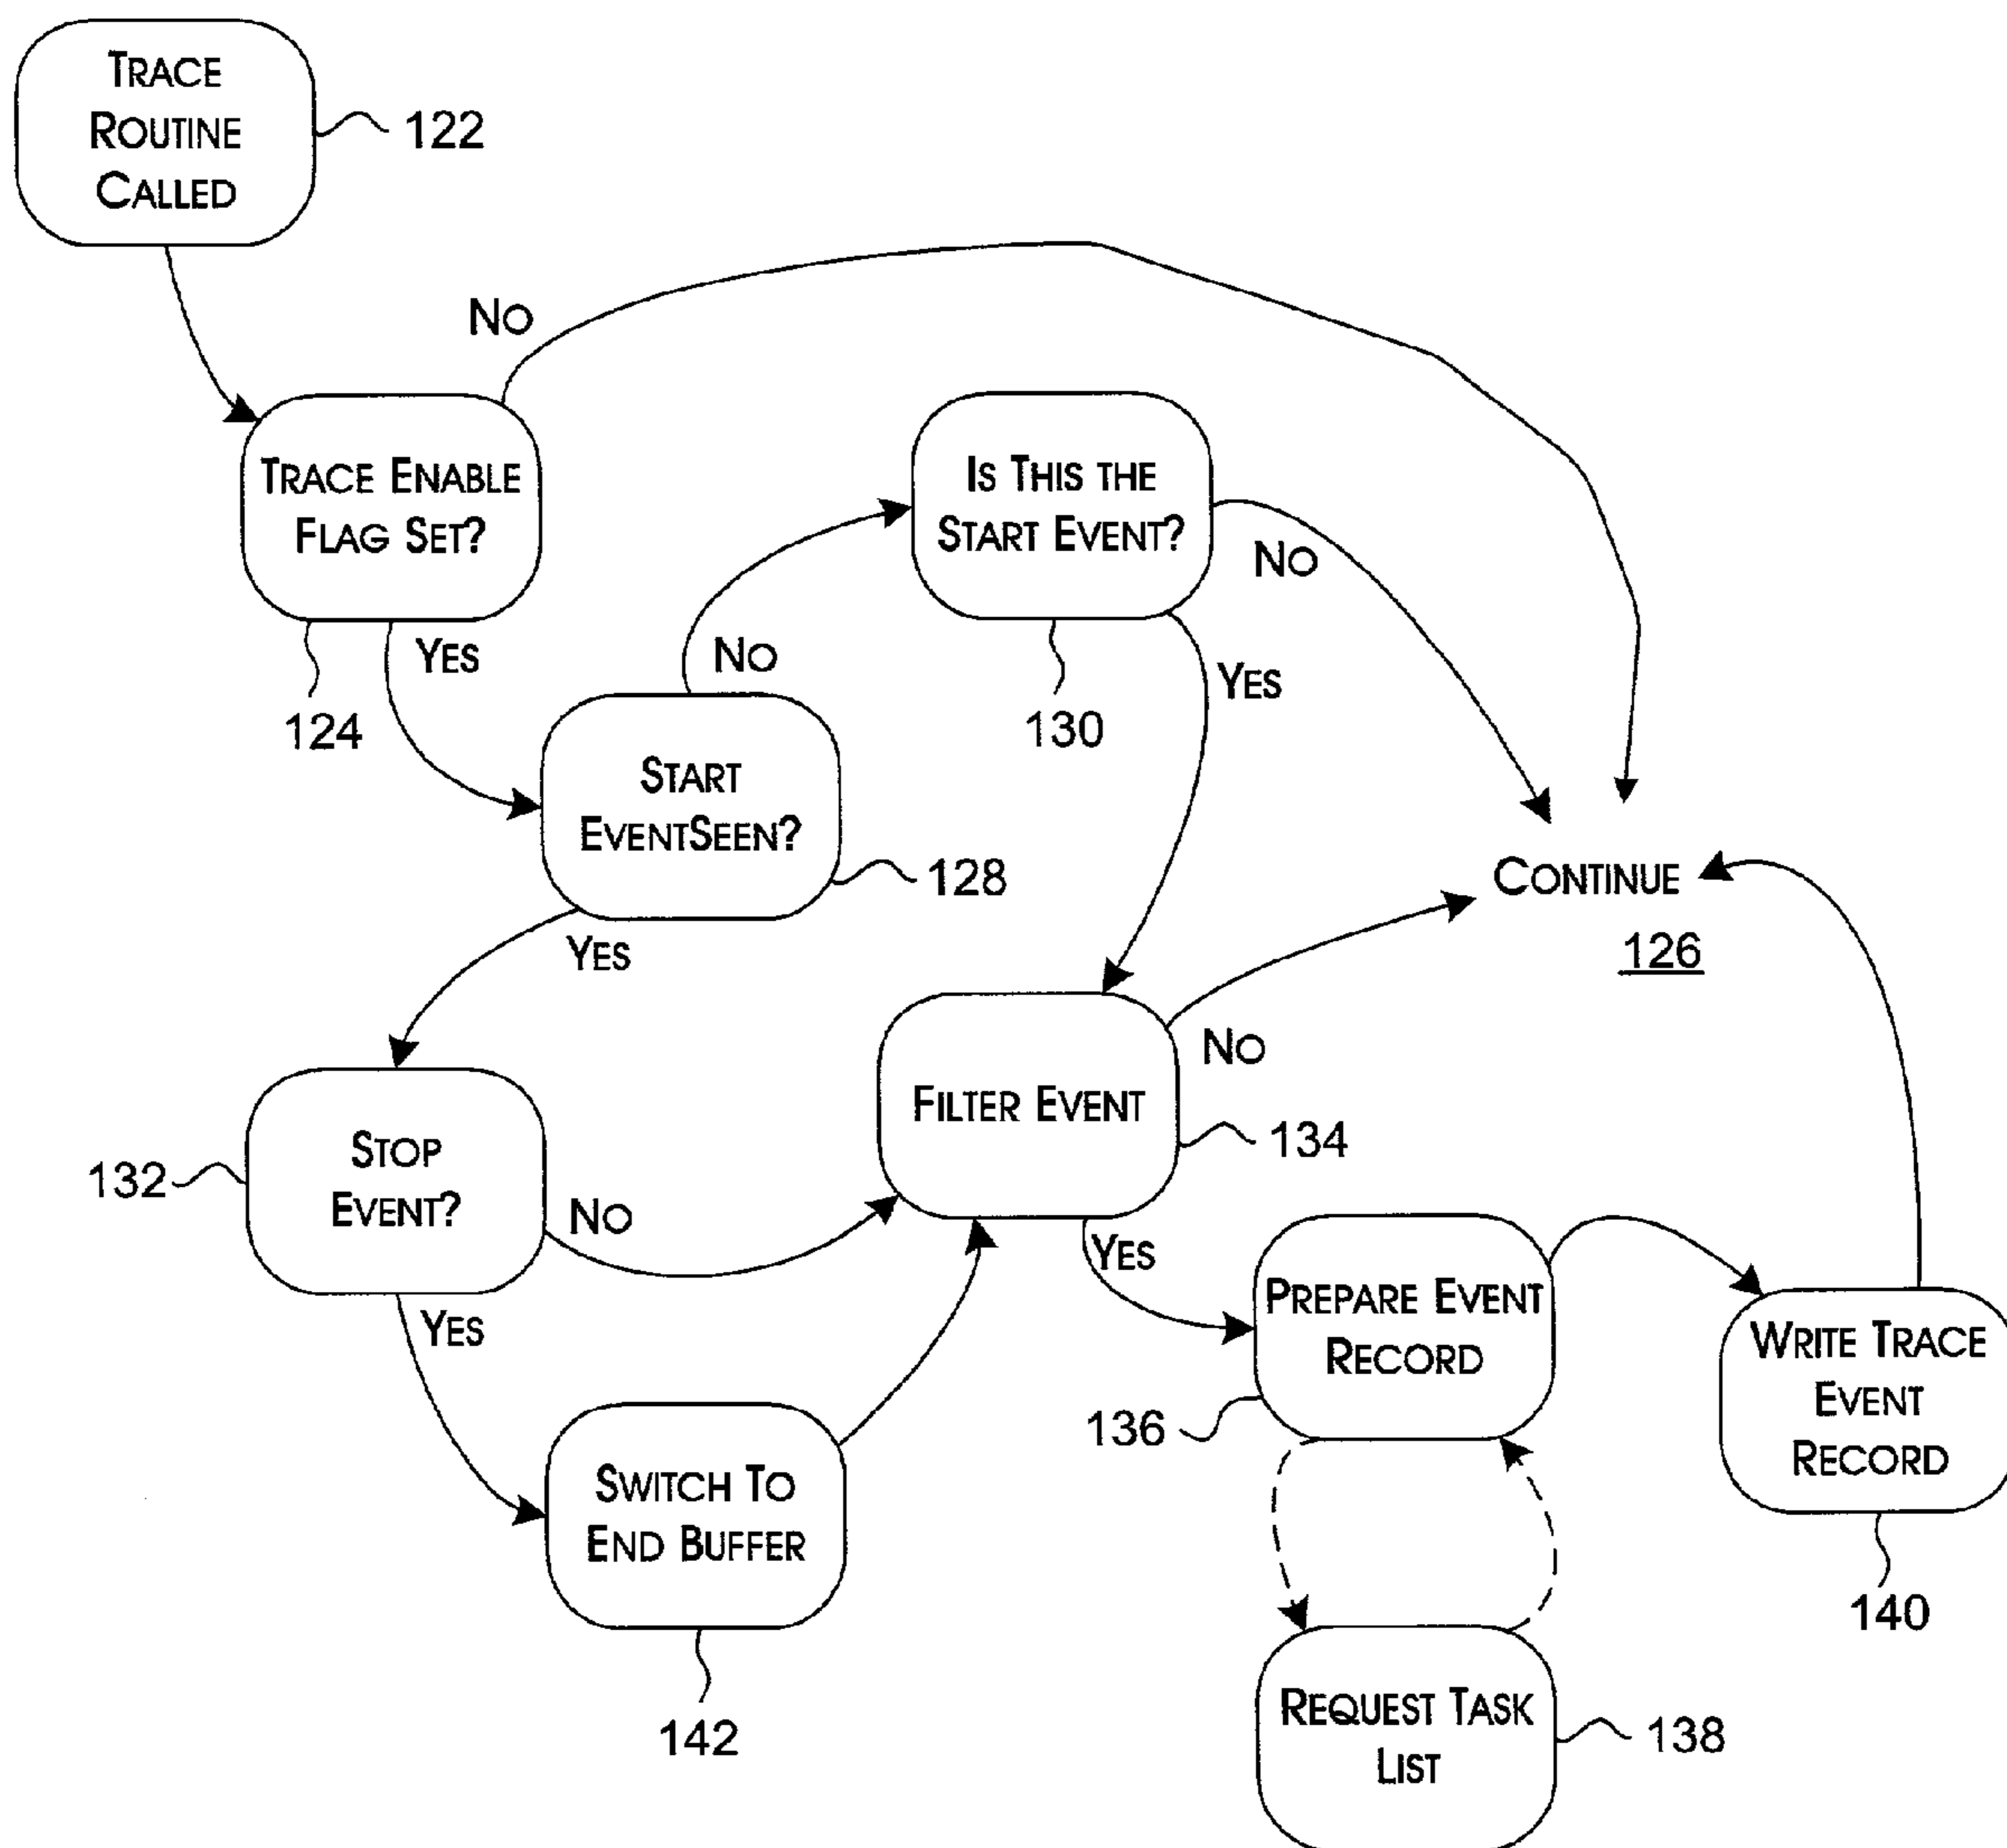 TRACE
ROUTINE
CALLED
122
NO
TRACE ENABLE
FLAG SET?
IS THIS THE
START EVENT?
NO
YES
NO
YES
124
130
START
EVENTSEEN?
128
CONTINUE
126
YES
NO
FILTER EVENT
134
STOP
EVENT?
132
NO
YES
PREPARE EVENT
RECORD
136
WRITE TRACE
EVENT
RECORD
140
YES
SWITCH TO
END BUFFER
142
REQUEST TASK
LIST
138